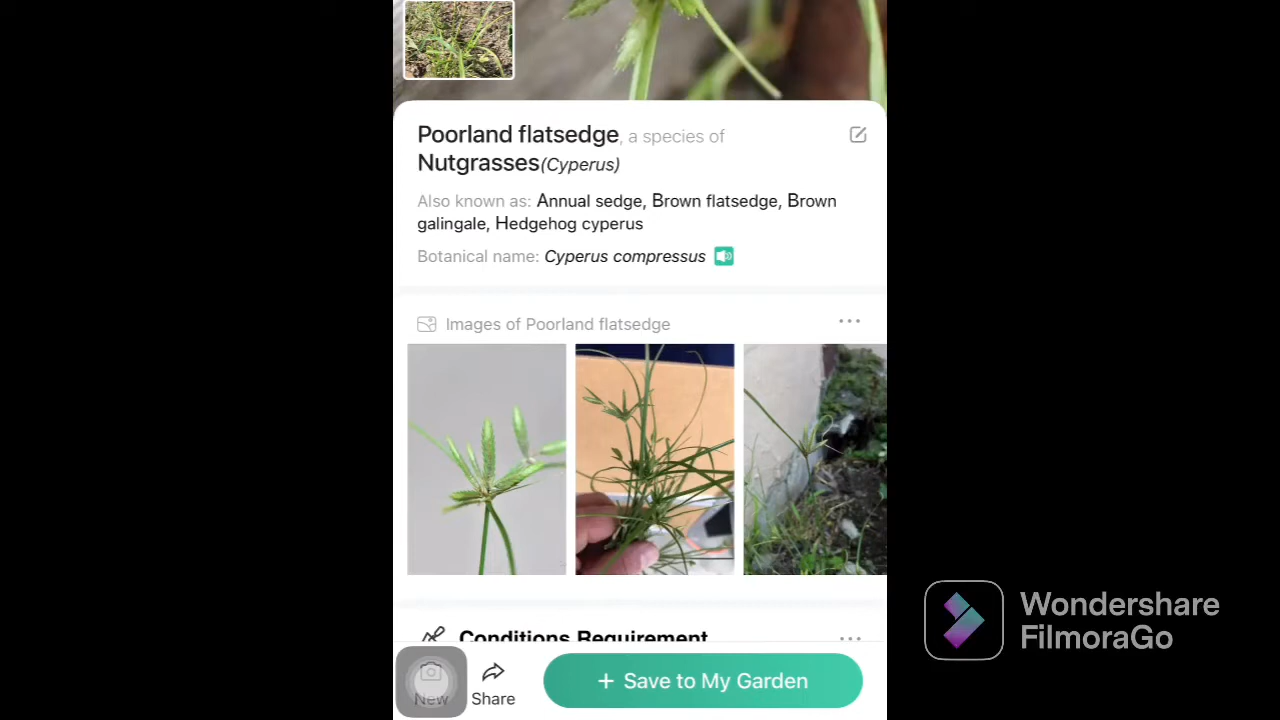 Poorland flatsedge, a species of
Nutgrasses(Cyperus)
Also known as: Annual sedge, Brown flatsedge, Brown
galingale, Hedgehog cyperus
Botanical name: Cyperus compressus
Images of Poorland flatsedge
Conditions Requirement
New
Share
+ Save to My Garden
Wondershare
FilmoraGo